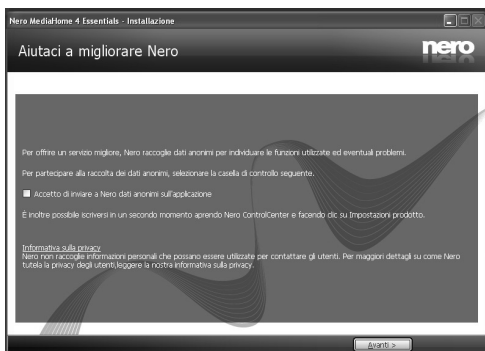 Nero MediaHome 4 Essentials - Installazione
Aiutaci a migliorare Nero
nero
Per offrire un servizio migliore, Nero raccoglie dati anonimi per individuare le funzioni utilizzate ed eventuali problemi.
Per partecipare alla raccolta dei dati anonimi, selezionare la casella di controllo seguente.
Accetto di inviare a Nero dati anonimi sull'applicazione
È inoltre possibile iscriversi in un secondo momento aprendo Nero ControlCenter e facendo clic su Impostazioni prodotto.
Informativa sulla privacy
Nero non raccoglie informazioni personali che possano essere utilizzate per contattare gli utenti. Per maggiori dettagli su come Nero
tutela la privacy degli utenti,leggere la nostra informativa sulla privacy.
Avanti >